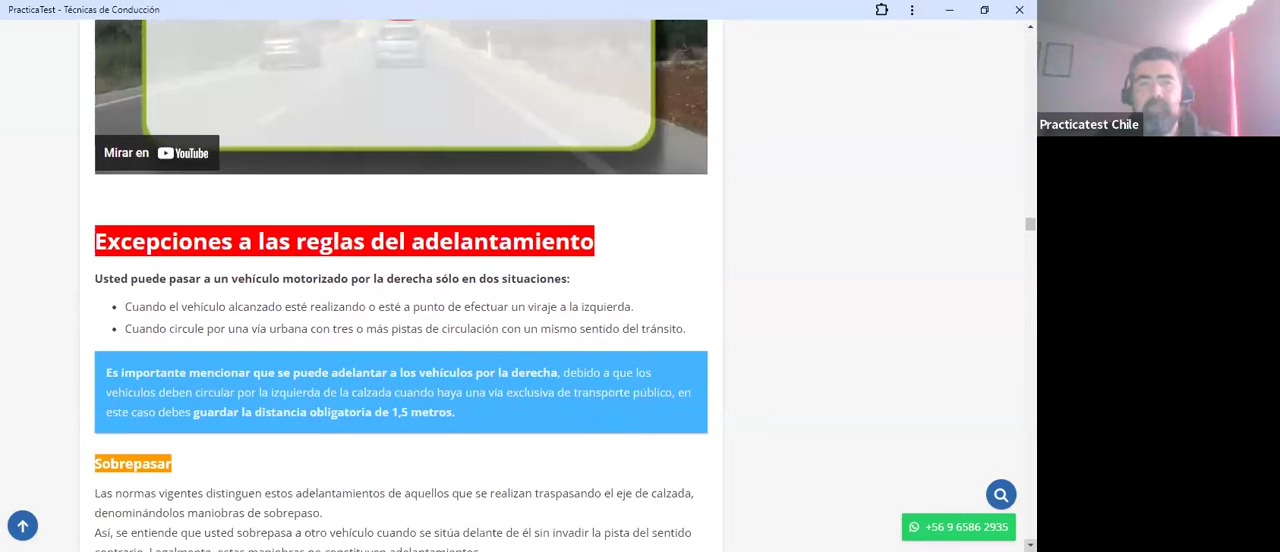 PracticaTest - Técnicas de Conducción
Mirar en YouTube
Practicatest Chile
Excepciones a las reglas del adelantamiento
Usted puede pasar a un vehículo motorizado por la derecha sólo en dos situaciones:
• Cuando el vehículo alcanzado esté realizando o esté a punto de efectuar un viraje a la izquierda.
• Cuando circule por una vía urbana con tres o más pistas de circulación con un mismo sentido del tránsito.
Es importante mencionar que se puede adelantar a los vehículos por la derecha, debido a que los
vehículos deben circular por la izquierda de la calzada cuando haya una vía exclusiva de transporte público, en
este caso debes guardar la distancia obligatoria de 1,5 metros.
Sobrepasar
Las normas vigentes distinguen estos adelantamientos de aquellos que se realizan traspasando el eje de calzada,
denominándolos maniobras de sobrepaso.
Así, se entiende que usted sobrepasa a otro vehículo cuando se sitúa delante de él sin invadir la pista del sentido
contrario. Legalmente, estas maniobras no constituyen adelantamientos.
+56 9 6586 2935